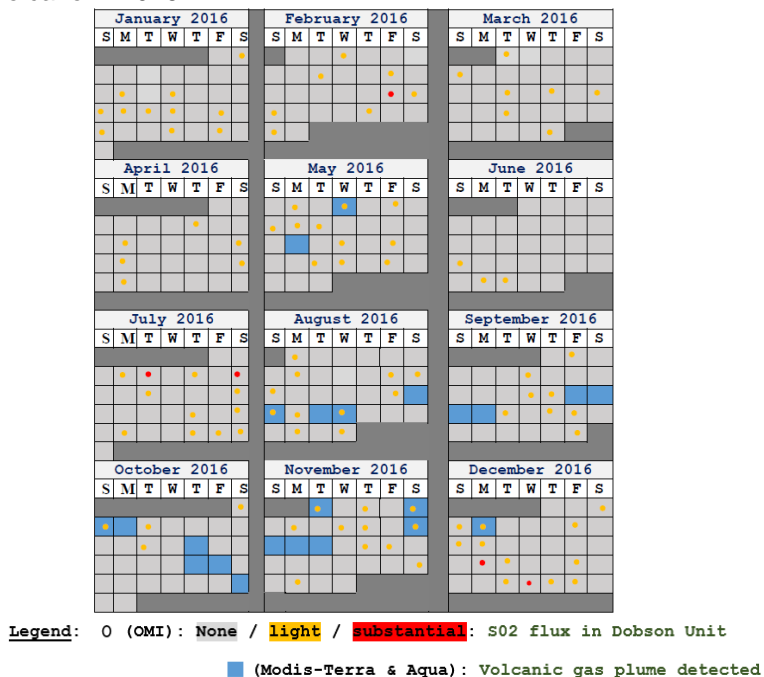 January 2016 February 2016 March 2016
S M T W T F S S M T W T F S S M T W T F S
April 2016 May 2016 June 2016
S M T W T F S S M T W T F S S M T W T F S
July 2016 August 2016 September 2016
S M T W T F S S M T W T F S S M T W T F S
October 2016 November 2016 December 2016
S M T W T F S S M T W T F S S M T W T F S
Legend: O (OMI): None / light / substantial: S02 flux in Dobson Unit
(Modis-Terra & Aqua): Volcanic gas plume detected